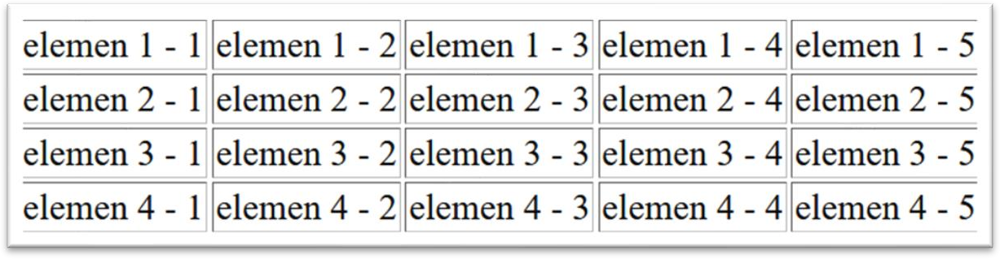 elemen 1 - 1 elemen 1 - 2 elemen 1 - 3 elemen 1 - 4 elemen 1 - 5
elemen 2 - 1 elemen 2 - 2 elemen 2 - 3 elemen 2 - 4 elemen 2 - 5
elemen 3 - 1 elemen 3 - 2 elemen 3 - 3 elemen 3 - 4 elemen 3 - 5
elemen 4 - 1 elemen 4 - 2 elemen 4 - 3 elemen 4 - 4 elemen 4 - 5